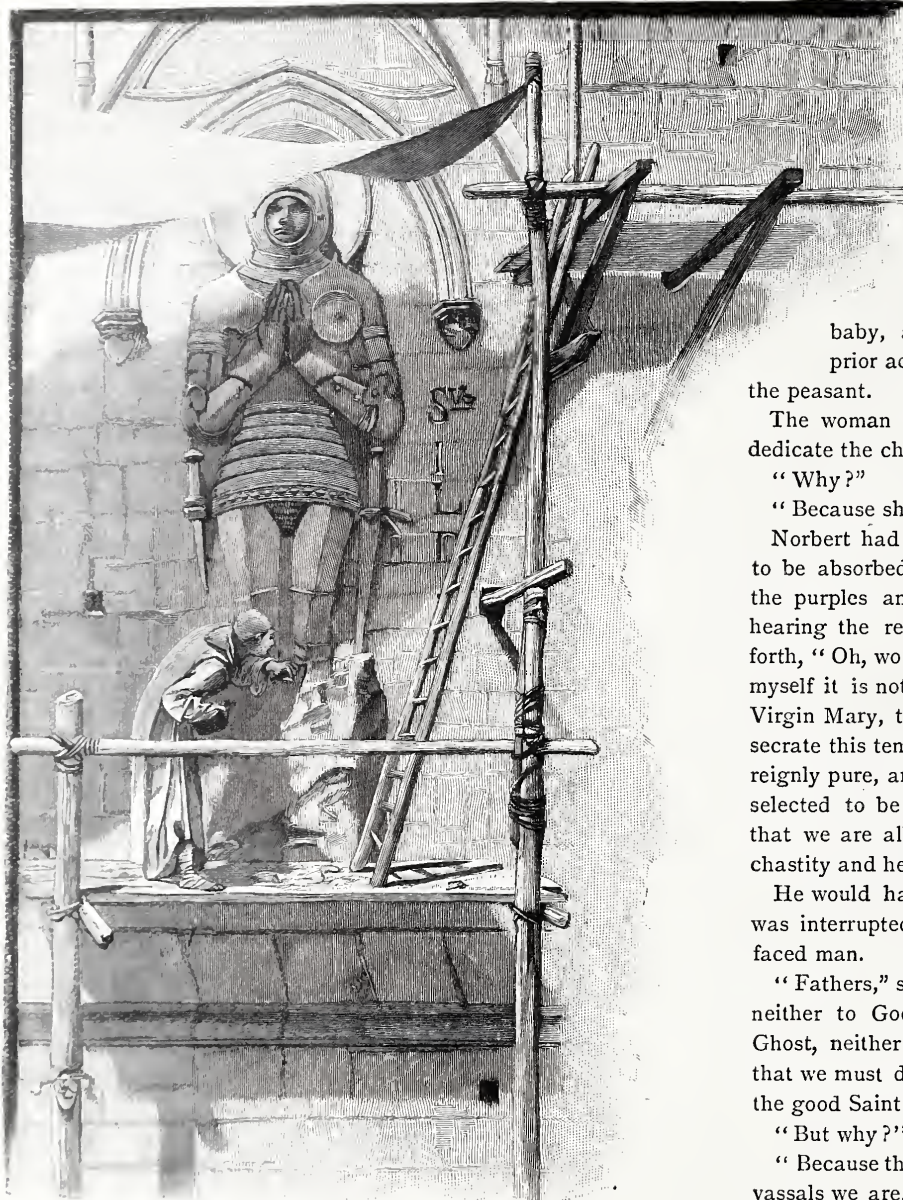 SVS
I
L
baby, a
prior ac
the peasant.
The woman
dedicate the ch
“ Why?”
“ Because sh
Norbert had
to be absorbed
the purples an
hearing the re
forth, “ Oh, wo
myself it is not
Virgin Mary, t
secrate this tem
reignly pure, an
selected to be
that we are al
chastity and he
He would ha
was interrupted
faced man.
“ Fathers,” s
neither to Goo
Ghost, neither
that we must d
the good Saint
“ But why?”
“ Because th
vassals we are